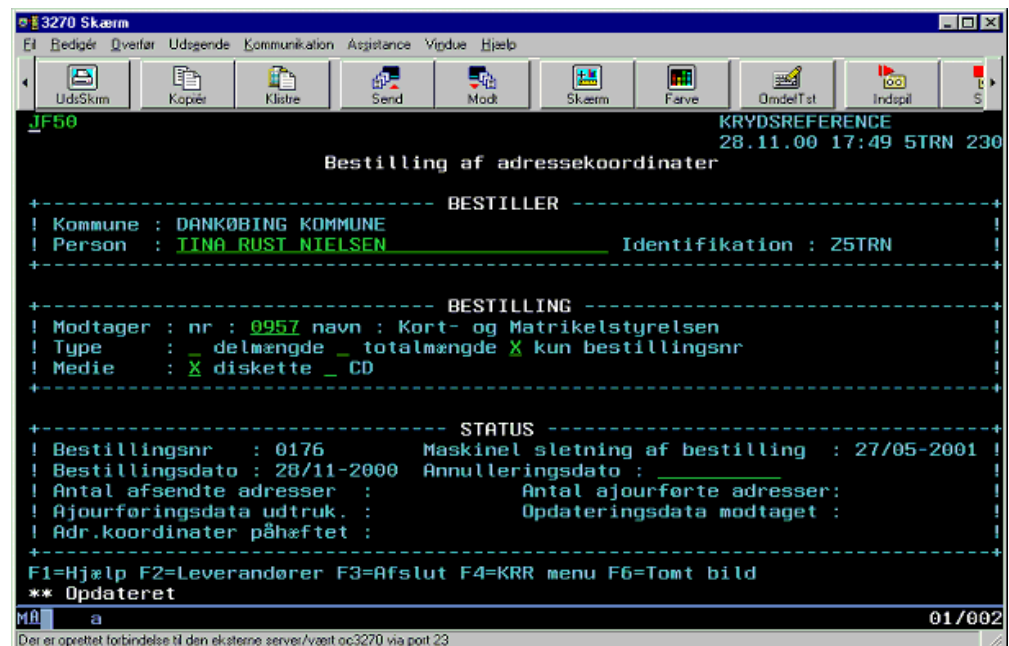 3270 Skærm
Fil Redigér Overfør Udseende Kommunikation Assistance Vindue Hjælp
UdsSkrm Kopiér Klistre Send Modt Skærm Farve OmdelTst Indspil S
JF50 KRYDSREFERENCE
28.11.00 17:49 5TRN 230
Bestilling af adressekoordinater
BESTILLER
! Kommune : DANKØBING KOMMUNE !
! Person : TINA RUST NIELSEN Identifikation : Z5TRN !
BESTILLING
! Modtager : nr : 0957 navn : Kort- og Matrikelstyrelsen !
! Type : _ delmængde _ totalmængde X kun bestillingsnr !
! Medie : X diskette _ CD !
STATUS
! Bestillingsnr : 0176 Maskinel sletning af bestilling : 27/05-2001 !
! Bestillingsdato : 28/11-2000 Annulleringsdato : __________ !
! Antal afsendte adresser : Antal ajourførte adresser: !
! Ajourføringsdata udtruk. : Opdateringsdata modtaget : !
! Adr.koordinater påhæftet : !
F1=Hjælp F2=Leverandører F3=Afslut F4=KRR menu F6=Tomt bild
** Opdateret
MA a 01/002
Der er oprettet forbindelse til den eksterne server/vært oc3270 via port 23